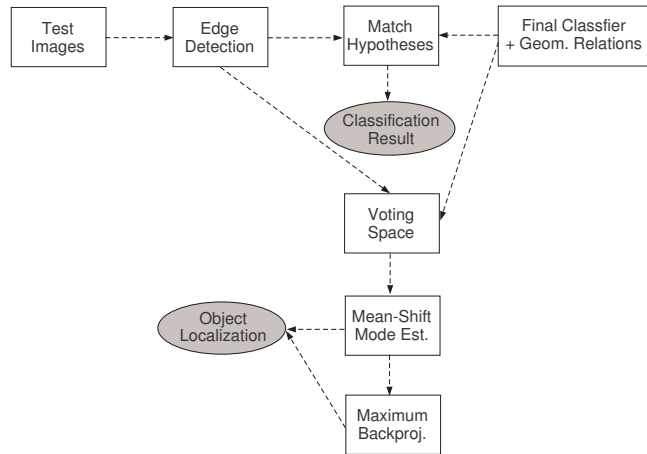 Test
Images
Edge
Detection
Match
Hypotheses
Final Classfier
+ Geom. Relations
Classification
Result
Voting
Space
Object
Localization
Mean-Shift
Mode Est.
Maximum
Backproj.